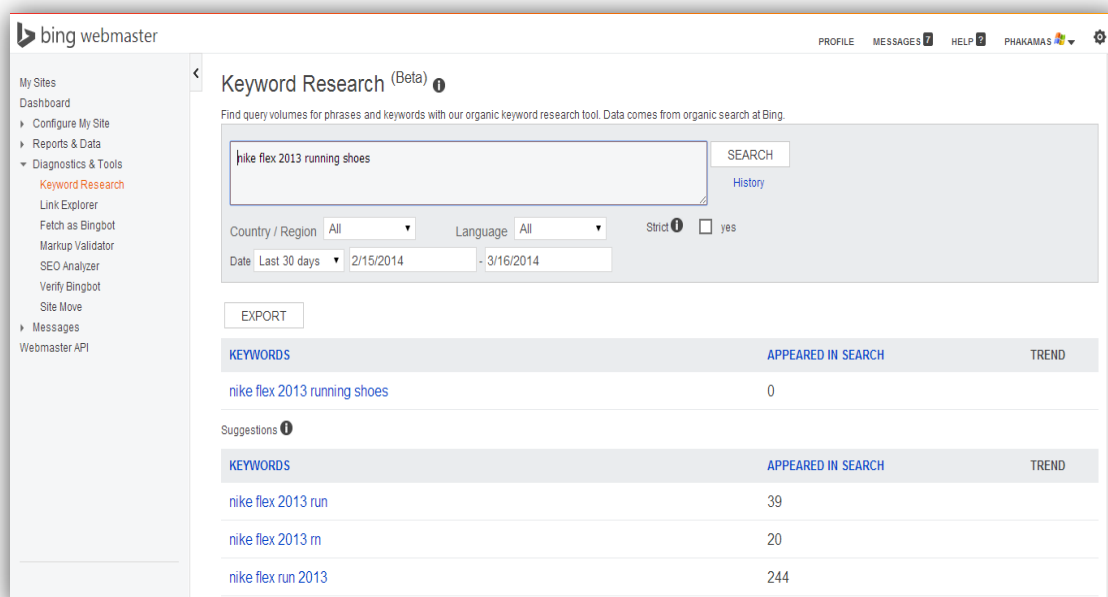 bing webmaster
PROFILE MESSAGES 7 HELP ? PHAKAMAS
My Sites
Dashboard
Configure My Site
Reports & Data
Diagnostics & Tools
Keyword Research
Link Explorer
Fetch as Bingbot
Markup Validator
SEO Analyzer
Verify Bingbot
Site Move
Messages
Webmaster API
Keyword Research (Beta)
Find query volumes for phrases and keywords with our organic keyword research tool. Data comes from organic search at Bing.
nike flex 2013 running shoes
SEARCH
History
Country / Region All Language All Strict yes
Date Last 30 days 2/15/2014 - 3/16/2014
EXPORT
KEYWORDS APPEARED IN SEARCH TREND
nike flex 2013 running shoes 0
Suggestions
KEYWORDS APPEARED IN SEARCH TREND
nike flex 2013 run 39
nike flex 2013 rn 20
nike flex run 2013 244